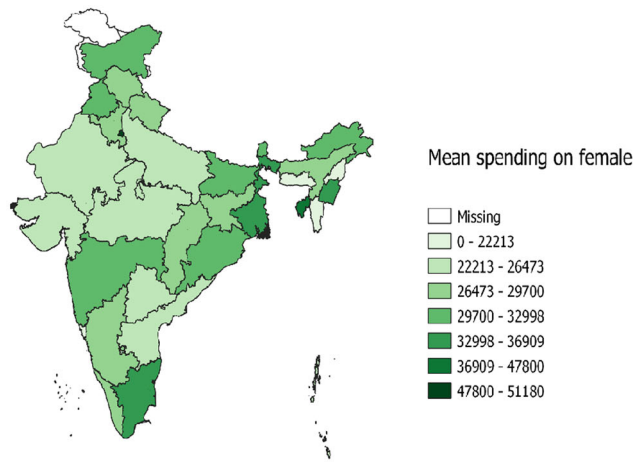 Mean spending on female
Missing
0 - 22213
22213 - 26473
26473 - 29700
29700 - 32998
32998 - 36909
36909 - 47800
47800 - 51180